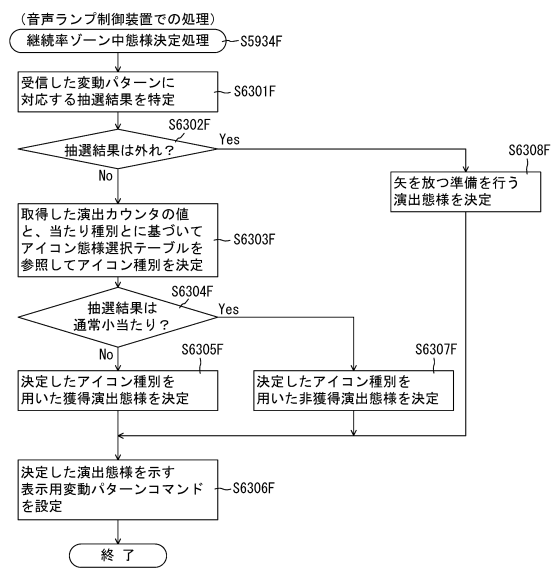 （音声ランプ制御装置での処理）
継続率ゾーン中態様決定処理
S5934F
受信した変動パターンに
対応する抽選結果を特定
S6301F
S6302F
抽選結果は外れ？
Yes
No
S6308F
矢を放つ準備を行う
演出態様を決定
取得した演出カウンタの値
と、当たり種別とに基づいて
アイコン態様選択テーブルを
参照してアイコン種別を決定
S6303F
S6304F
抽選結果は
通常小当たり？
Yes
No
S6305F
決定したアイコン種別を
用いた獲得演出態様を決定
S6307F
決定したアイコン種別を
用いた非獲得演出態様を決定
決定した演出態様を示す
表示用変動パターンコマンド
を設定
S6306F
終 了